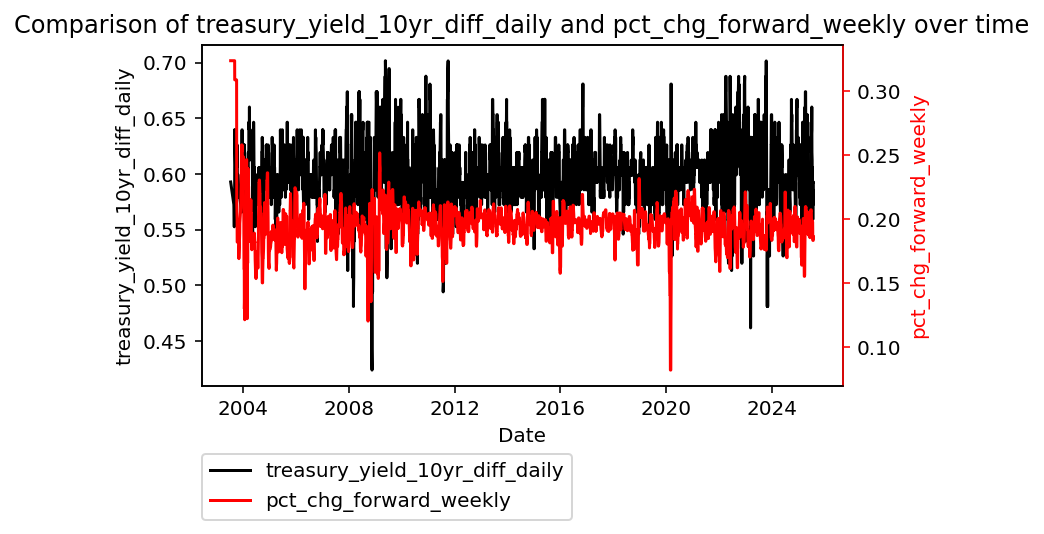 Comparison of treasury_yield_10yr_diff_daily and pct_chg_forward_weekly over time
treasury_yield_10yr_diff_daily
0.70
0.65
0.60
0.55
0.50
0.45
0.30
0.25
0.20
0.15
0.10
pct_chg_forward_weekly
2004 2008 2012 2016 2020 2024
Date
treasury_yield_10yr_diff_daily
pct_chg_forward_weekly